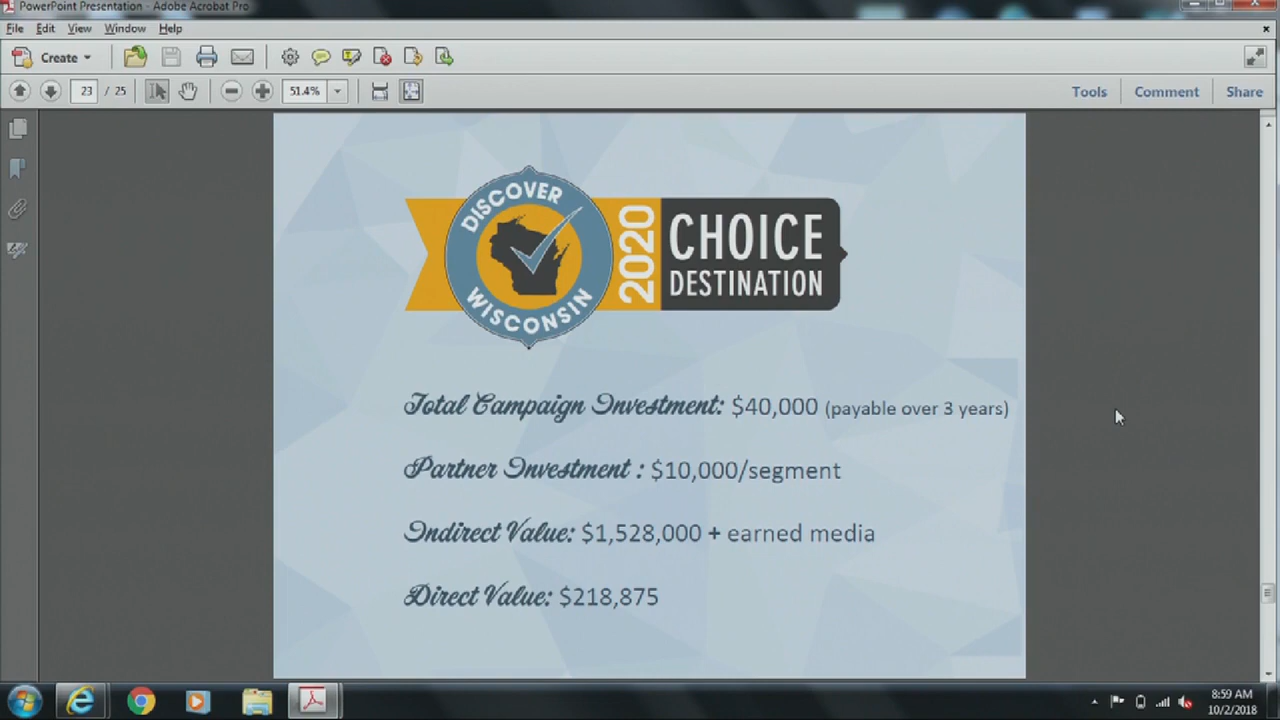 PowerPoint Presentation - Adobe Acrobat Pro
File Edit View Window Help
Create
23 / 25 51.4% Tools Comment Share
DISCOVER
WISCONSIN
2020
CHOICE
DESTINATION
Total Campaign Investment: $40,000 (payable over 3 years)
Partner Investment : $10,000/segment
Indirect Value: $1,528,000 + earned media
Direct Value: $218,875
8:59 AM
10/2/2018